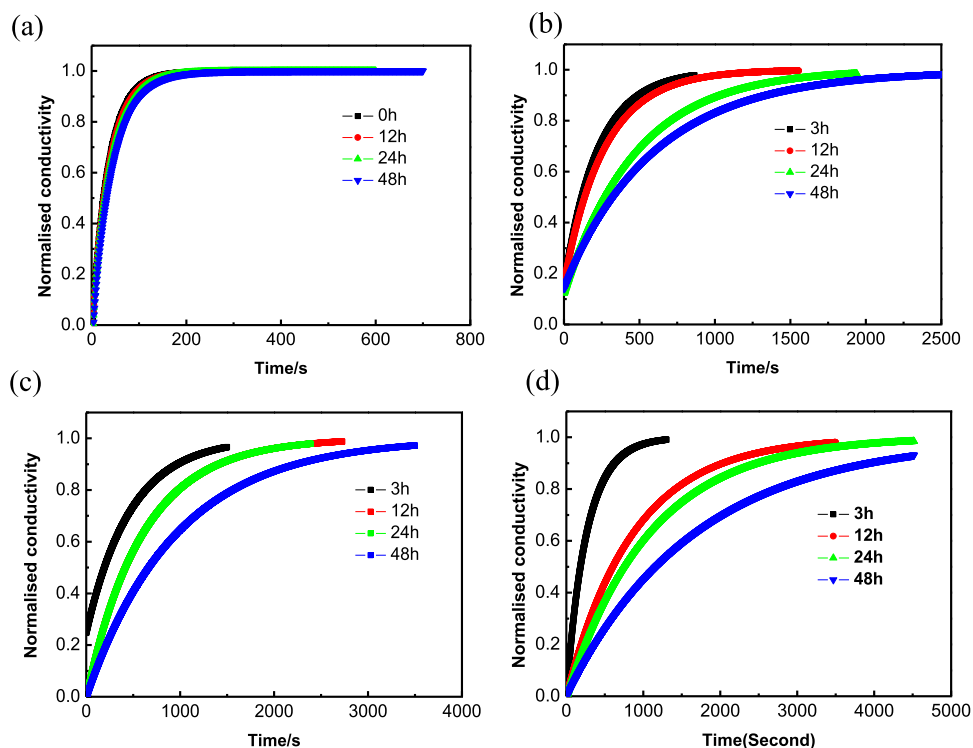 (a)
Normalised conductivity
1.0
0.8
0.6
0.4
0.2
0.0
0h
12h
24h
48h
0 200 400 600 800
Time/s
(b)
Normalised conductivity
1.0
0.8
0.6
0.4
0.2
0.0
3h
12h
24h
48h
0 500 1000 1500 2000 2500
Time/s
(c)
Normalised conductivity
1.0
0.8
0.6
0.4
0.2
0.0
3h
12h
24h
48h
0 1000 2000 3000 4000
Time/s
(d)
Normalised conductivity
1.0
0.8
0.6
0.4
0.2
0.0
3h
12h
24h
48h
0 1000 2000 3000 4000 5000
Time(Second)